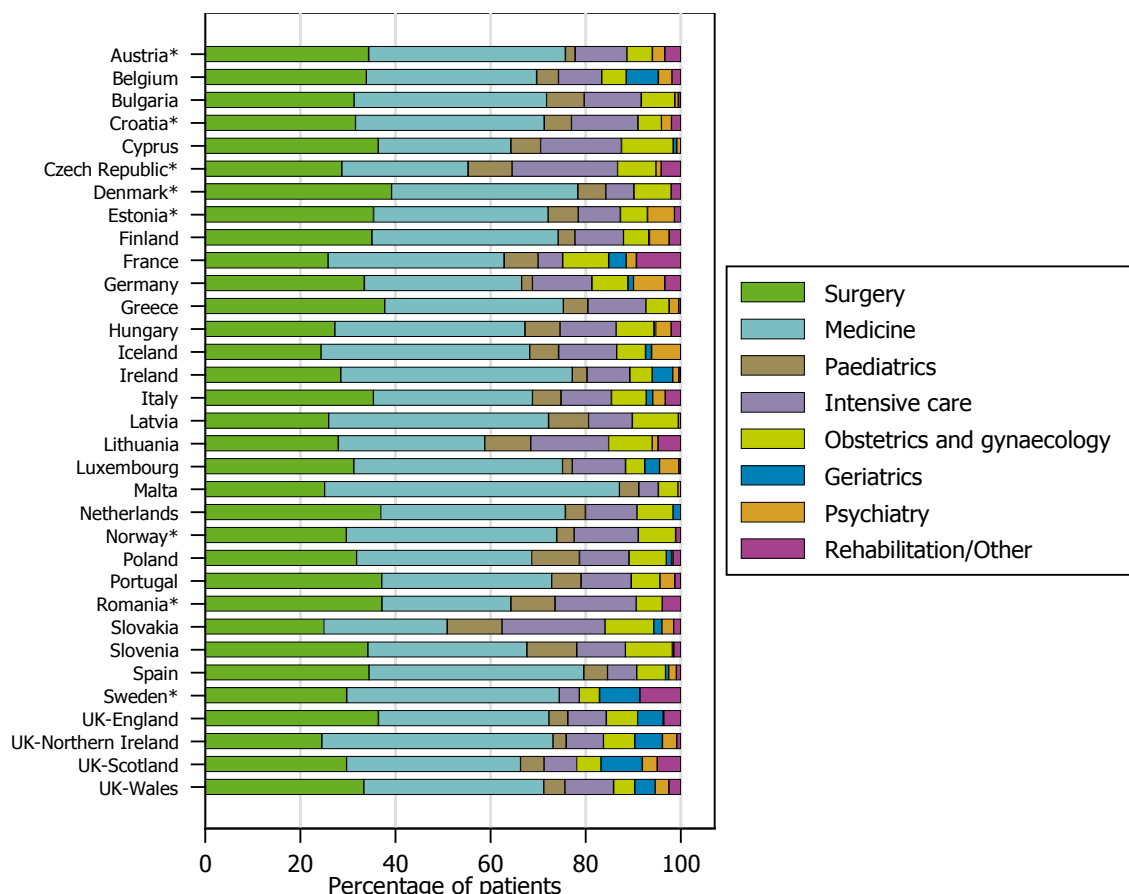 Austria*
Belgium
Bulgaria
Croatia*
Cyprus
Czech Republic*
Denmark*
Estonia*
Finland
France
Germany
Greece
Hungary
Iceland
Ireland
Italy
Latvia
Lithuania
Luxembourg
Malta
Netherlands
Norway*
Poland
Portugal
Romania*
Slovakia
Slovenia
Spain
Sweden*
UK-England
UK-Northern Ireland
UK-Scotland
UK-Wales
0 20 40 60 80 100
Percentage of patients
Surgery
Medicine
Paediatrics
Intensive care
Obstetrics and gynaecology
Geriatrics
Psychiatry
Rehabilitation/Other